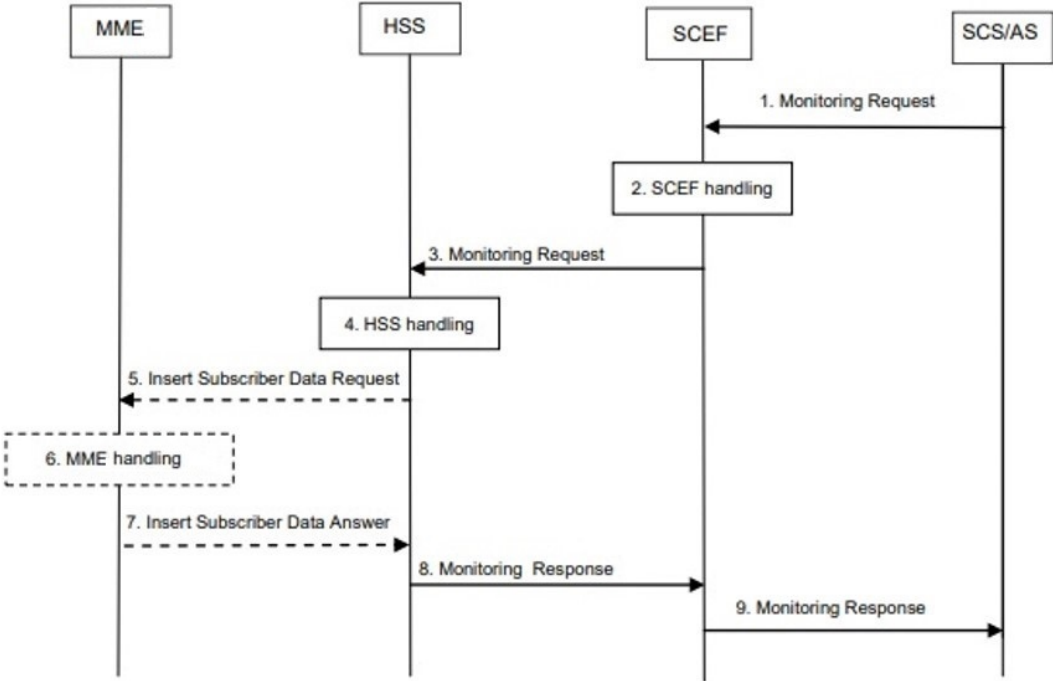 MME
HSS
SCEF
SCS/AS
1. Monitoring Request
2. SCEF handling
3. Monitoring Request
4. HSS handling
5. Insert Subscriber Data Request
6. MME handling
7. Insert Subscriber Data Answer
8. Monitoring Response
9. Monitoring Response